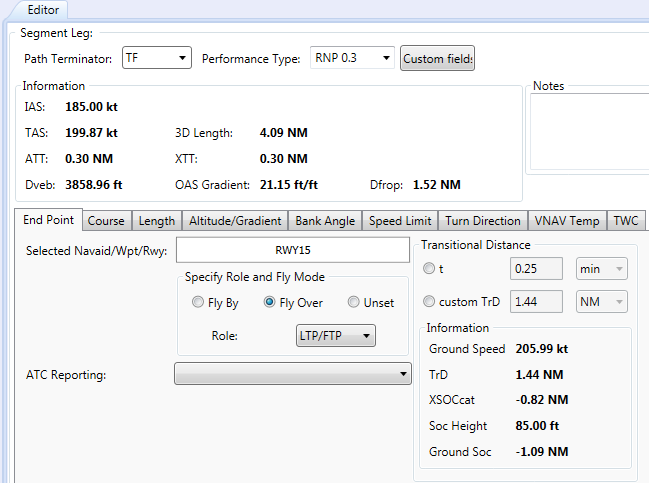 Editor
Segment Leg:
Path Terminator: TF Performance Type: RNP 0.3 Custom fields
Information Notes
IAS: 185.00 kt
TAS: 199.87 kt 3D Length: 4.09 NM
ATT: 0.30 NM XTT: 0.30 NM
Dveb: 3858.96 ft OAS Gradient: 21.15 ft/ft Dfrop: 1.52 NM
End Point Course Length Altitude/Gradient Bank Angle Speed Limit Turn Direction VNAV Temp TWC
Selected Navaid/Wpt/Rwy: RWY15
Specify Role and Fly Mode
Fly By Fly Over Unset
Role: LTP/FTP
ATC Reporting:
Transitional Distance
t 0.25 min
custom TrD 1.44 NM
Information
Ground Speed 205.99 kt
TrD 1.44 NM
XSOCcat -0.82 NM
Soc Height 85.00 ft
Ground Soc -1.09 NM